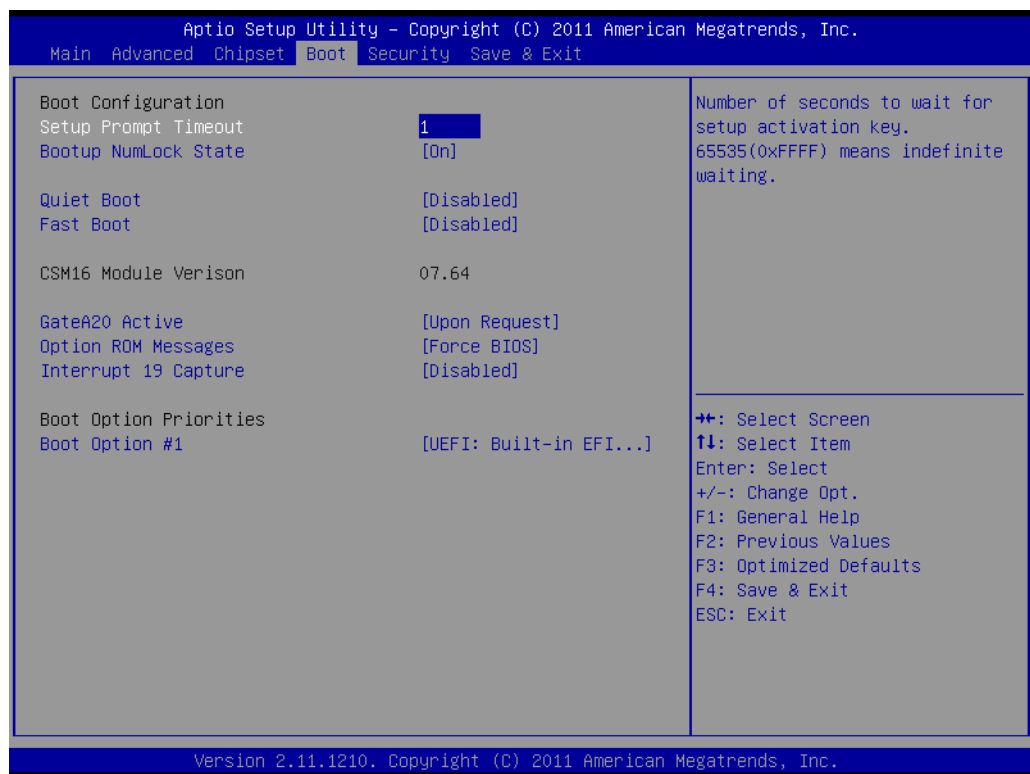 Aptio Setup Utility – Copyright (C) 2011 American Megatrends, Inc.
Main Advanced Chipset Boot Security Save & Exit
Boot Configuration
Setup Prompt Timeout 1
Bootup NumLock State [On]
Quiet Boot [Disabled]
Fast Boot [Disabled]
CSM16 Module Verison 07.64
GateA20 Active [Upon Request]
Option ROM Messages [Force BIOS]
Interrupt 19 Capture [Disabled]
Boot Option Priorities
Boot Option #1 [UEFI: Built-in EFI...]
Number of seconds to wait for
setup activation key.
65535(0xFFFF) means indefinite
waiting.
→←: Select Screen
↑↓: Select Item
Enter: Select
+/-: Change Opt.
F1: General Help
F2: Previous Values
F3: Optimized Defaults
F4: Save & Exit
ESC: Exit
Version 2.11.1210. Copyright (C) 2011 American Megatrends, Inc.